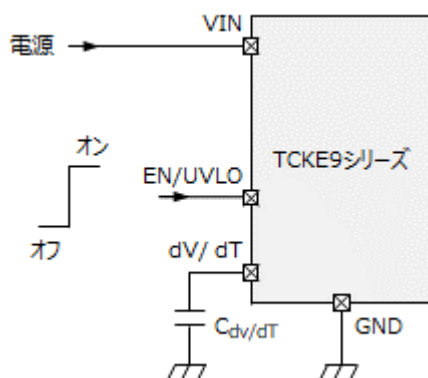 VIN
電源
TCKE9シリーズ
オン
EN/UVLO
オフ
dV/ dT
Cdv/dT
GND